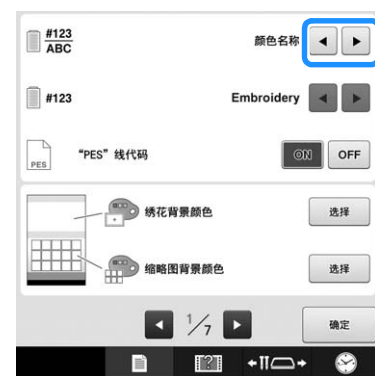 #123
ABC
颜色名称
#123
Embroidery
PES
“PES”线代码
ON
OFF
绣花背景颜色
选择
缩略图背景颜色
选择
1/7
确定